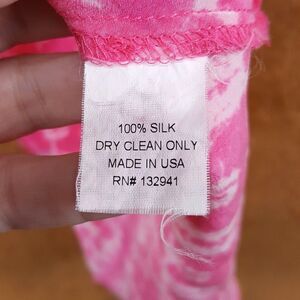 100% SILK
DRY CLEAN ONLY
MADE IN USA
RN# 132941